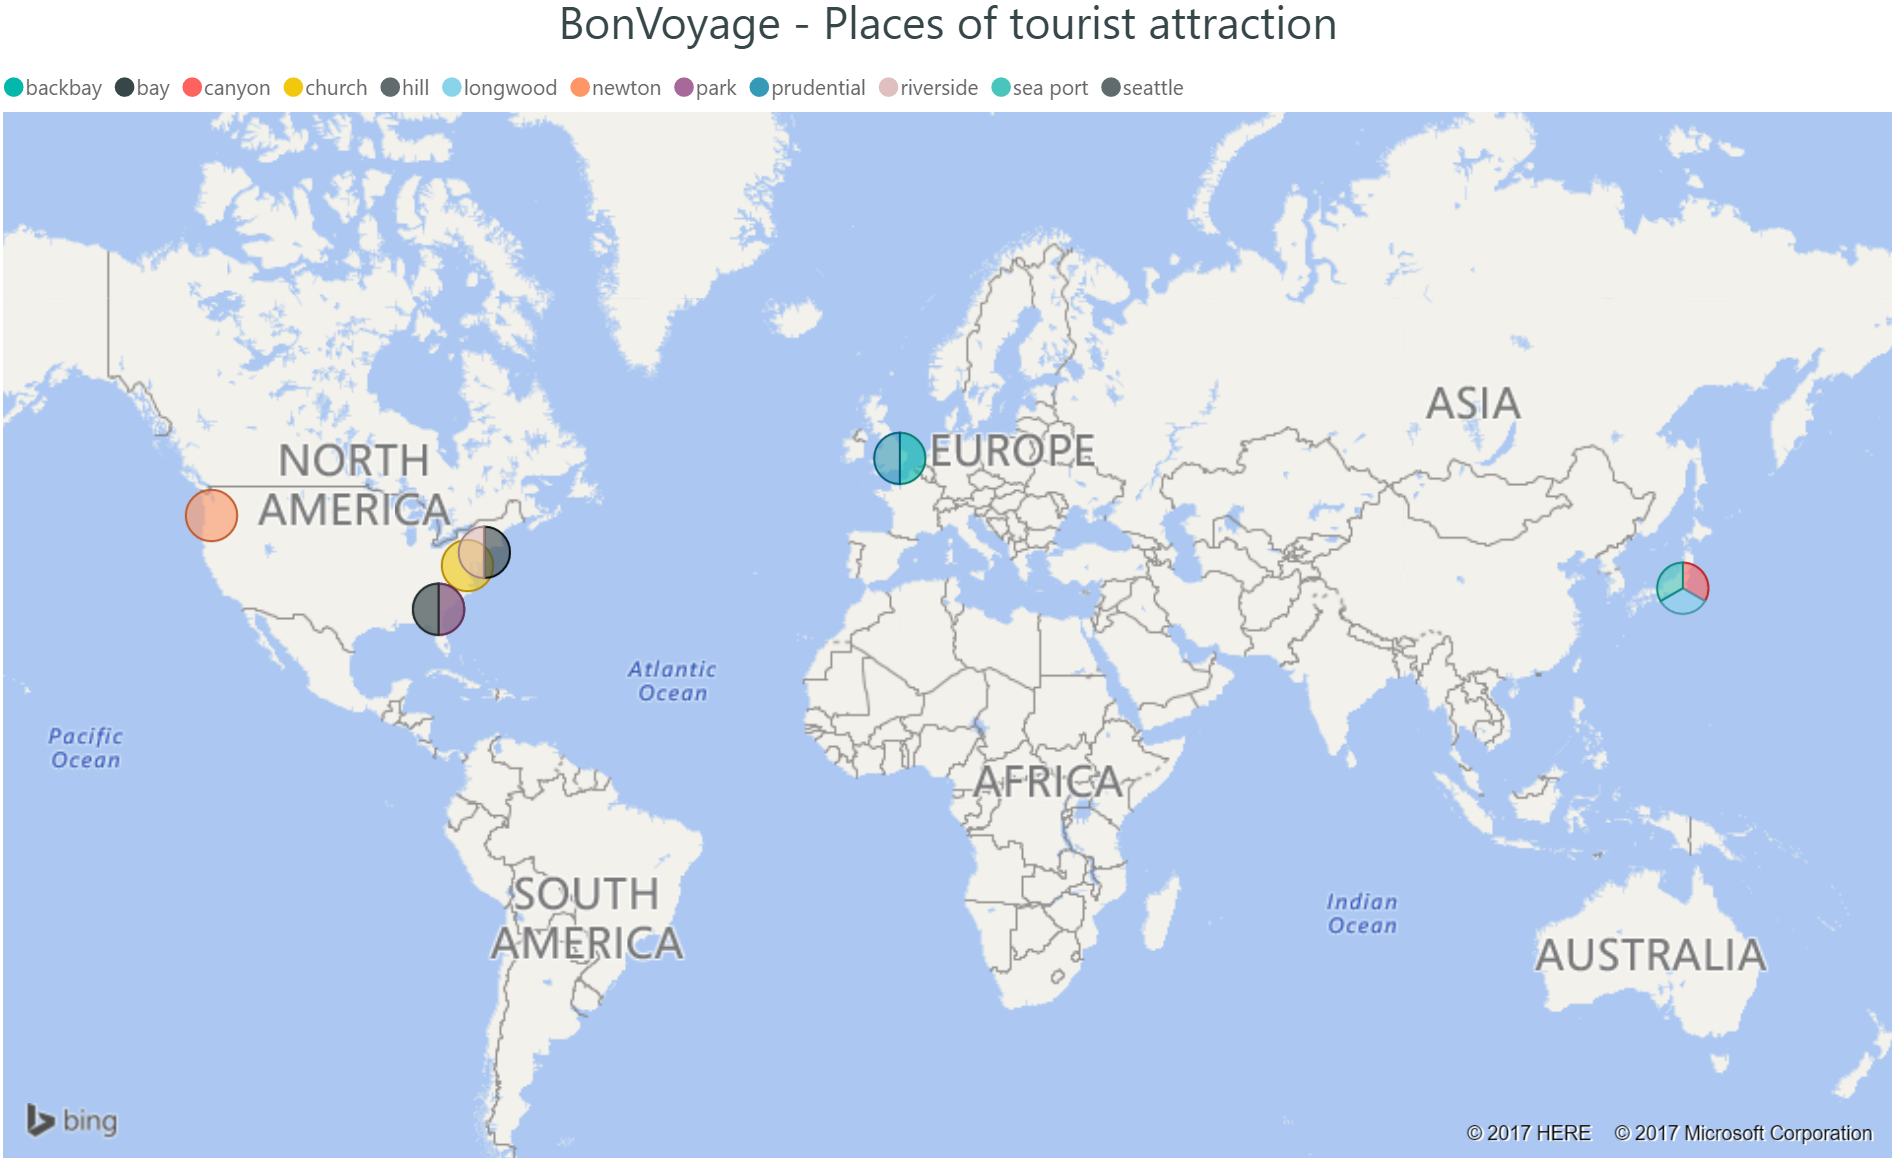 BonVoyage - Places of tourist attraction
backbay bay canyon church hill longwood newton park prudential riverside sea port seattle
NORTH
AMERICA
EUROPE
ASIA
Atlantic
Ocean
Pacific
Ocean
AFRICA
SOUTH
AMERICA
Indian
Ocean
AUSTRALIA
bing
© 2017 HERE © 2017 Microsoft Corporation